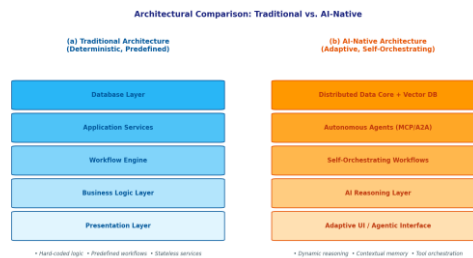 Architectural Comparison: Traditional vs. AI-Native
(a) Traditional Architecture
(Deterministic, Predefined)
Database Layer
Application Services
Workflow Engine
Business Logic Layer
Presentation Layer
• Hard-coded logic • Predefined workflows • Stateless services
(b) AI-Native Architecture
(Adaptive, Self-Orchestrating)
Distributed Data Core + Vector DB
Autonomous Agents (MCP/A2A)
Self-Orchestrating Workflows
AI Reasoning Layer
Adaptive UI / Agentic Interface
• Dynamic reasoning • Contextual memory • Tool orchestration